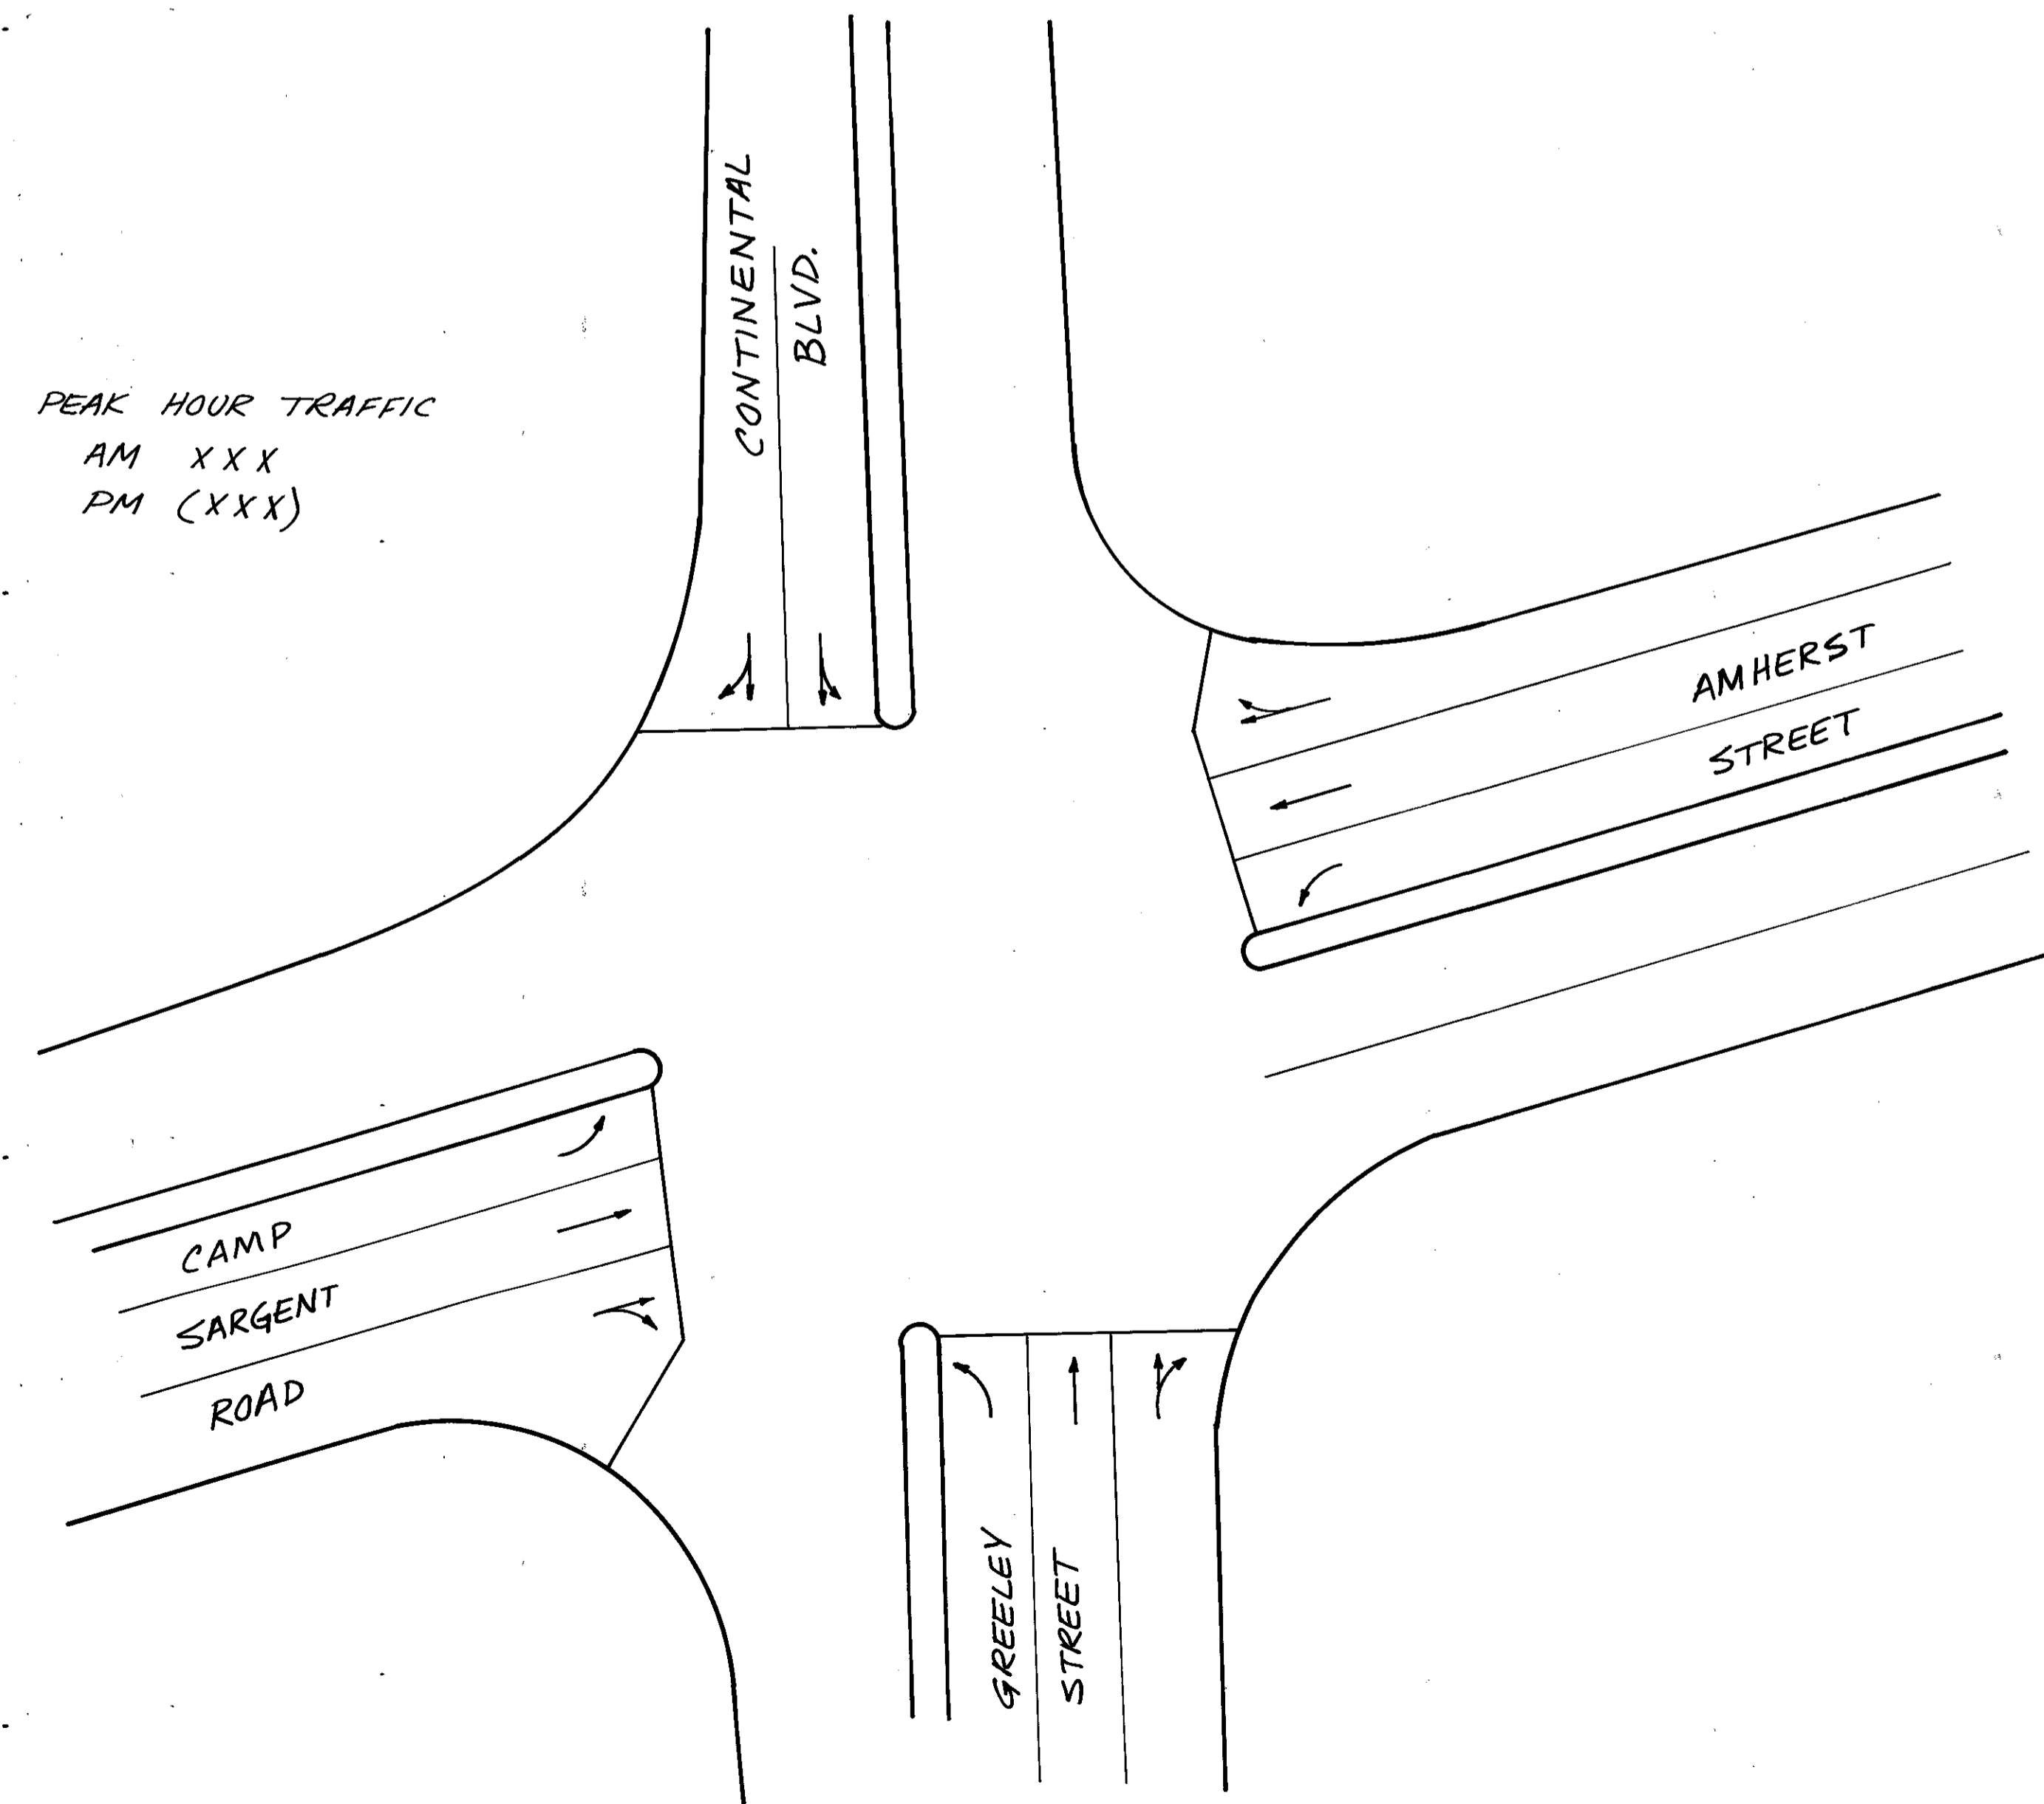 CONTINENTAL
BLVD.
PEAK HOUR TRAFFIC
AM XXX
PM (XXX)
AMHERST
STREET
CAMP
SARGENT
ROAD
GREELEY
STREET